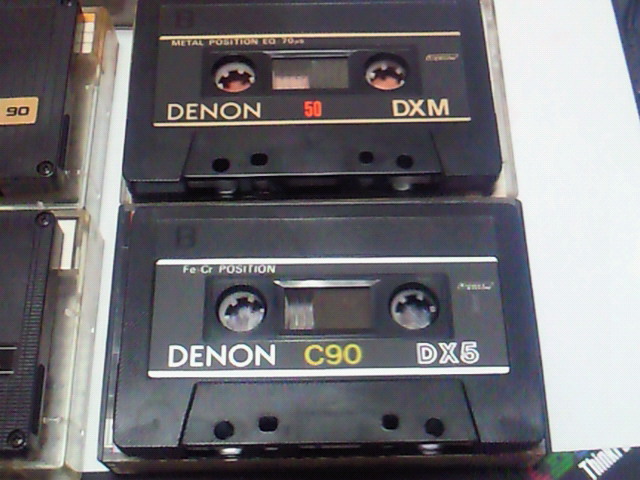 B
METAL POSITION EQ. 70μs
DENON 50 DXM
90
B
Fe-Cr POSITION
DENON C90 DX5